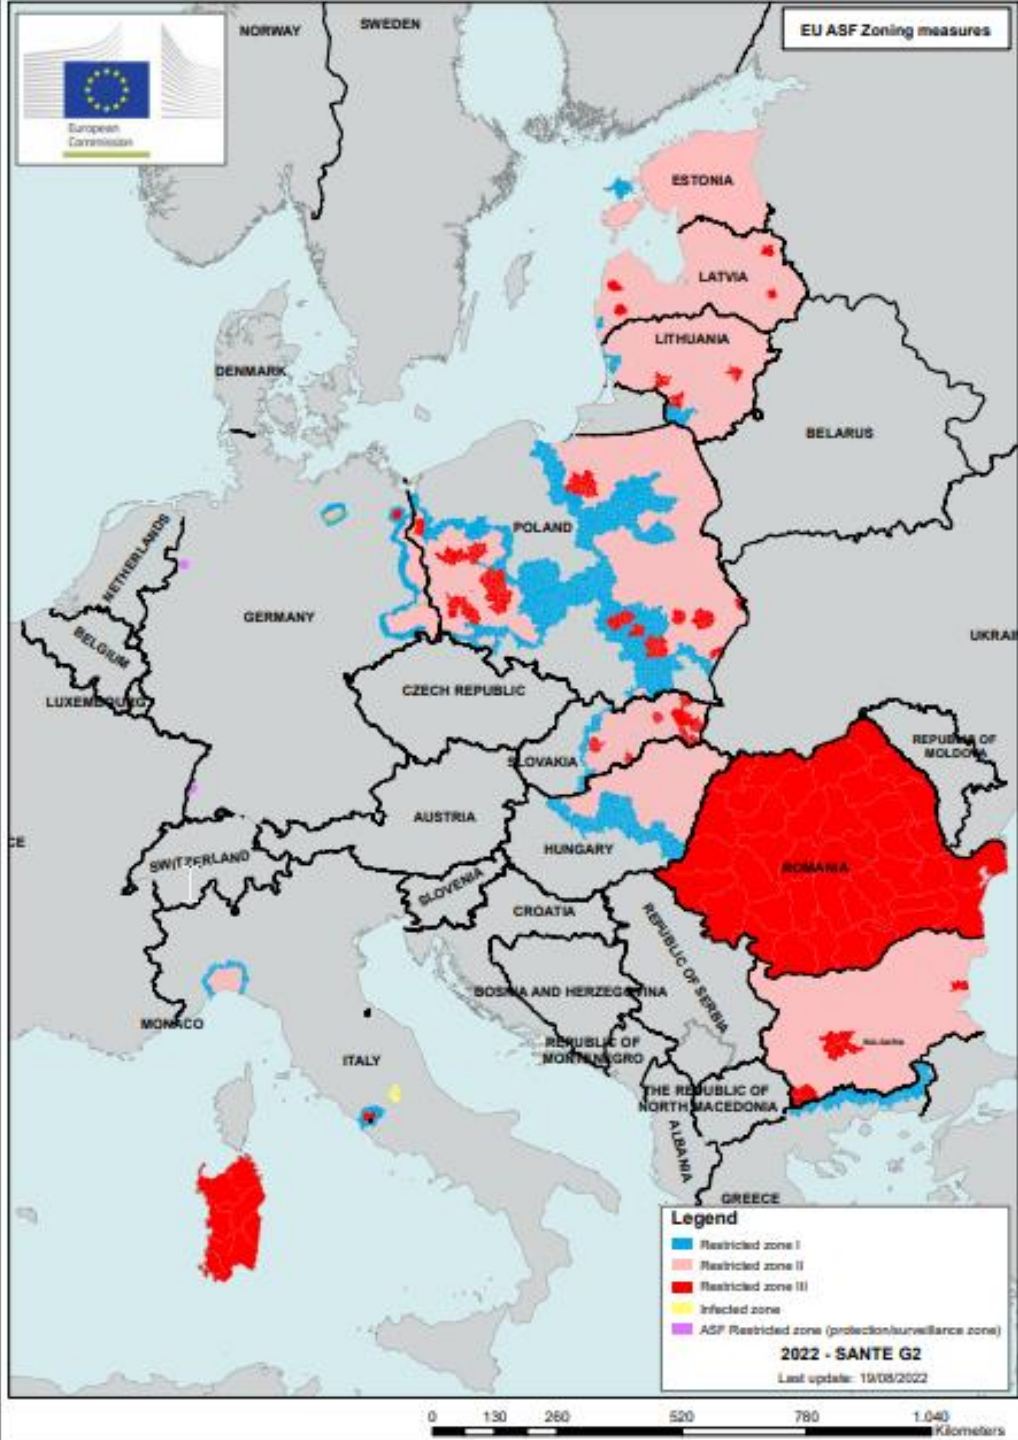 NORWAY
SWEDEN
EU ASF Zoning measures
European
Commission
ESTONIA
LATVIA
LITHUANIA
DENMARK
BELARUS
POLAND
NETHERLANDS
GERMANY
BELGIUM
UKRAI
LUXEMBOURG
CZECH REPUBLIC
REPUBLIC OF
MOLDOVA
SLOVAKIA
AUSTRIA
CE
HUNGARY
SWITZERLAND
ROMANIA
SLOVENIA
CROATIA
REPUBLIC OF SERBIA
BOSNIA AND HERZEGOVINA
MONACO
REPUBLIC OF
MONTENEGRO
BULGARIA
ITALY
THE REPUBLIC OF
NORTH MACEDONIA
ALBANIA
GREECE
Legend
Restricted zone I
Restricted zone II
Restricted zone III
Infected zone
ASF Restricted zone (protection/surveillance zone)
2022 - SANTE G2
Last update: 19/08/2022
0 130 260 520 780 1.040
Kilometers